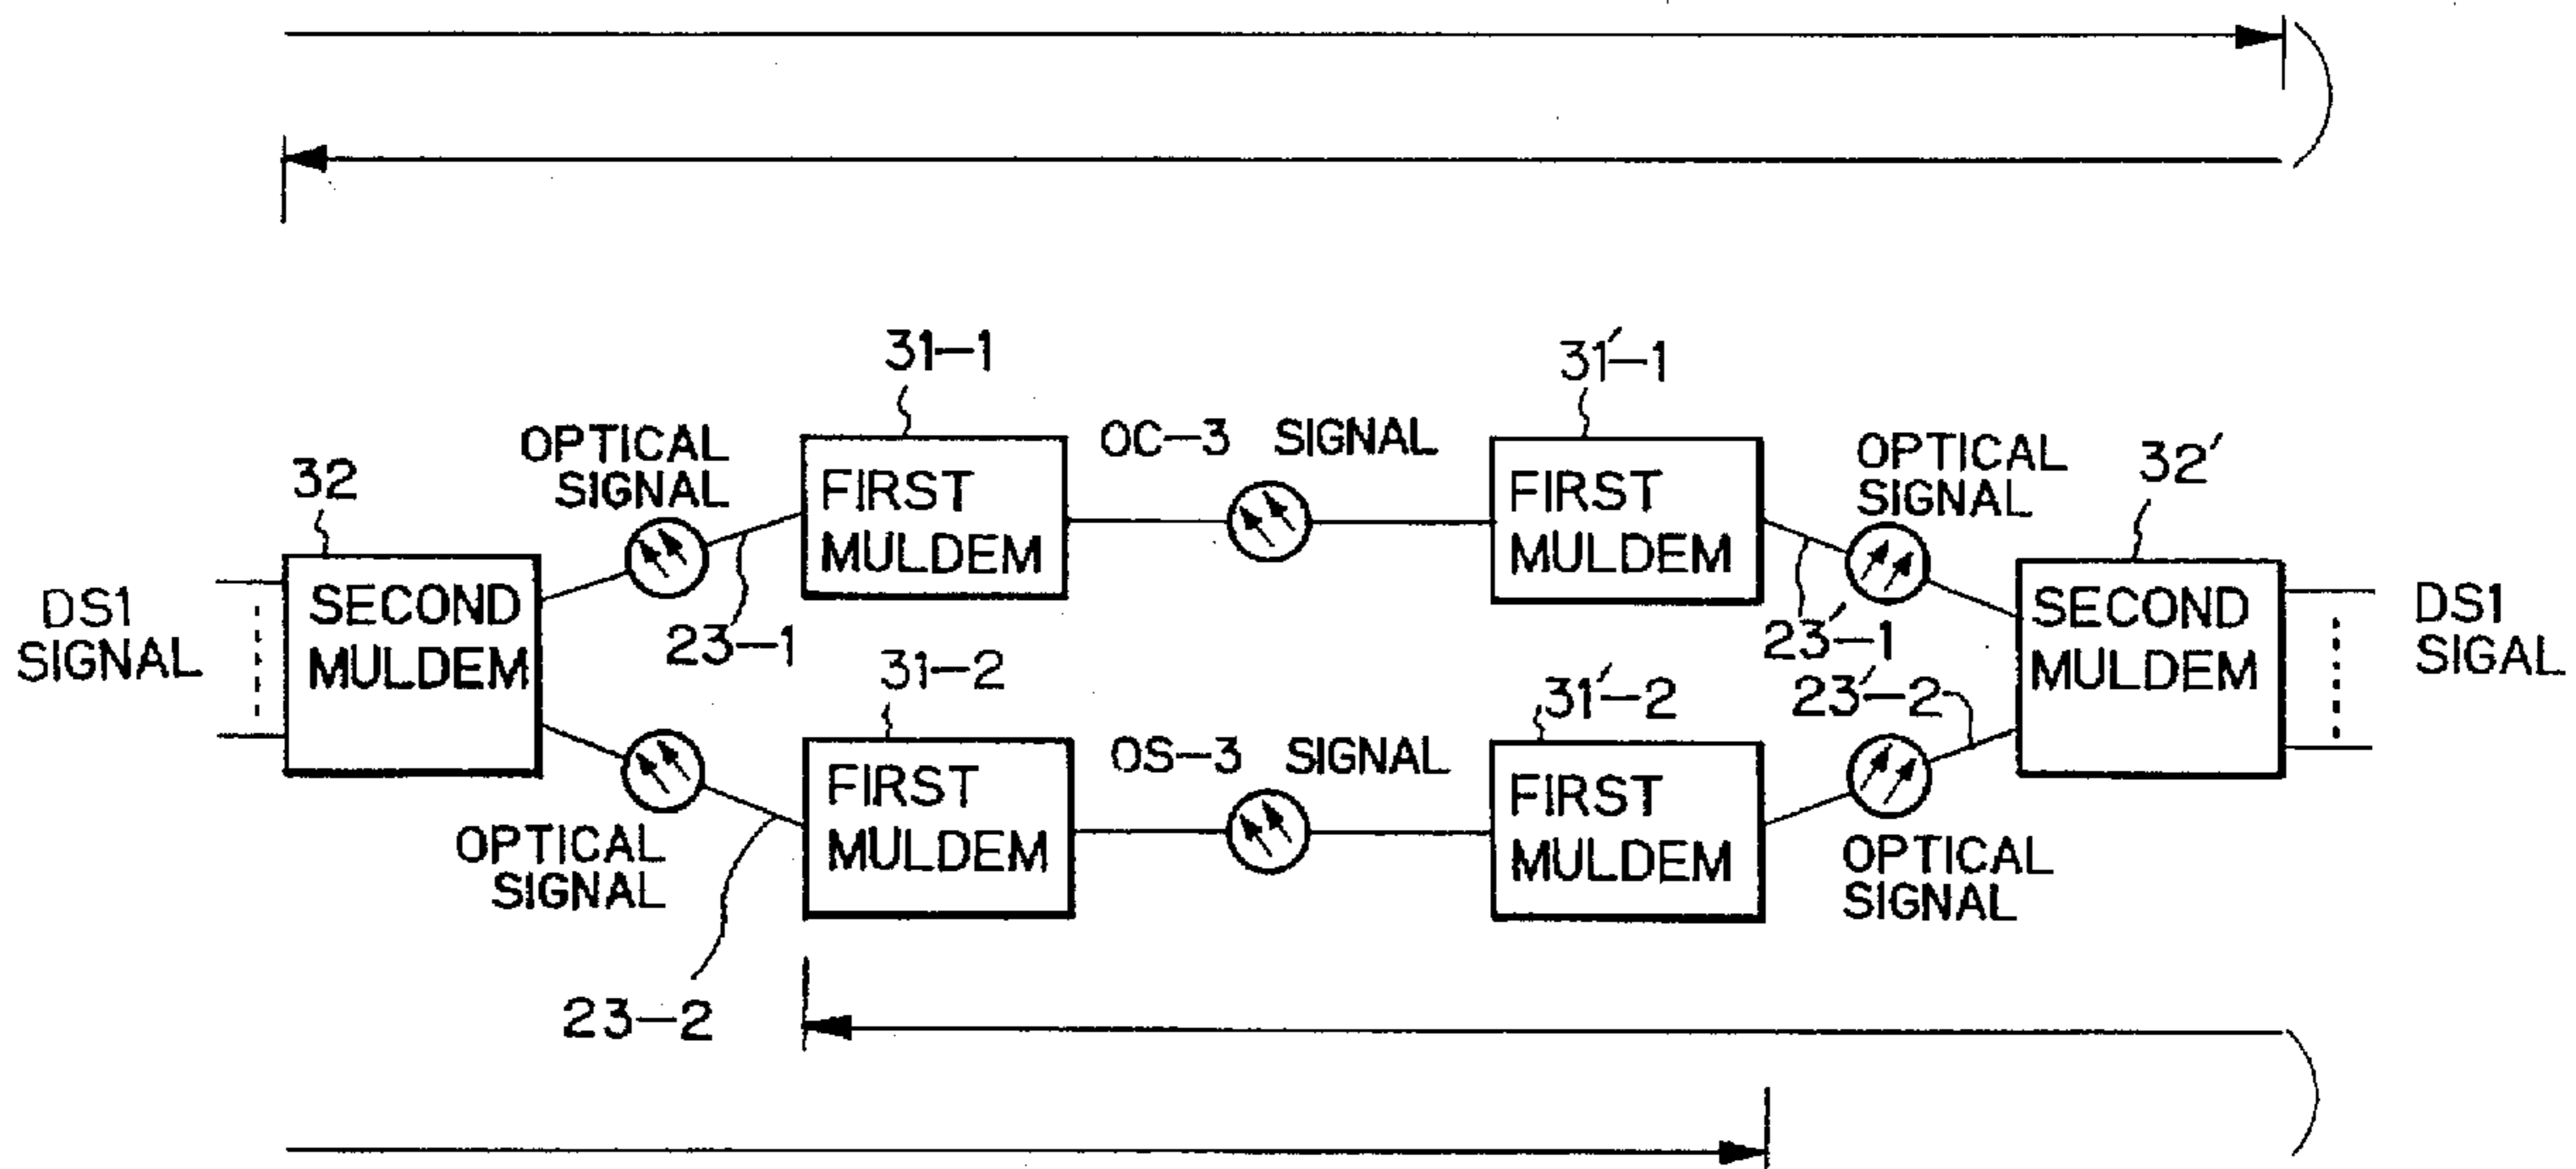 31-1
31'-1
OPTICAL
SIGNAL
OC-3 SIGNAL
OPTICAL
SIGNAL
32
32'
FIRST
MULDEM
FIRST
MULDEM
DS1
SIGNAL
SECOND
MULDEM
23-1
23'-1
SECOND
MULDEM
DS1
SIGAL
31-2
31'-2
23'-2
OS-3 SIGNAL
FIRST
MULDEM
FIRST
MULDEM
OPTICAL
SIGNAL
OPTICAL
SIGNAL
23-2